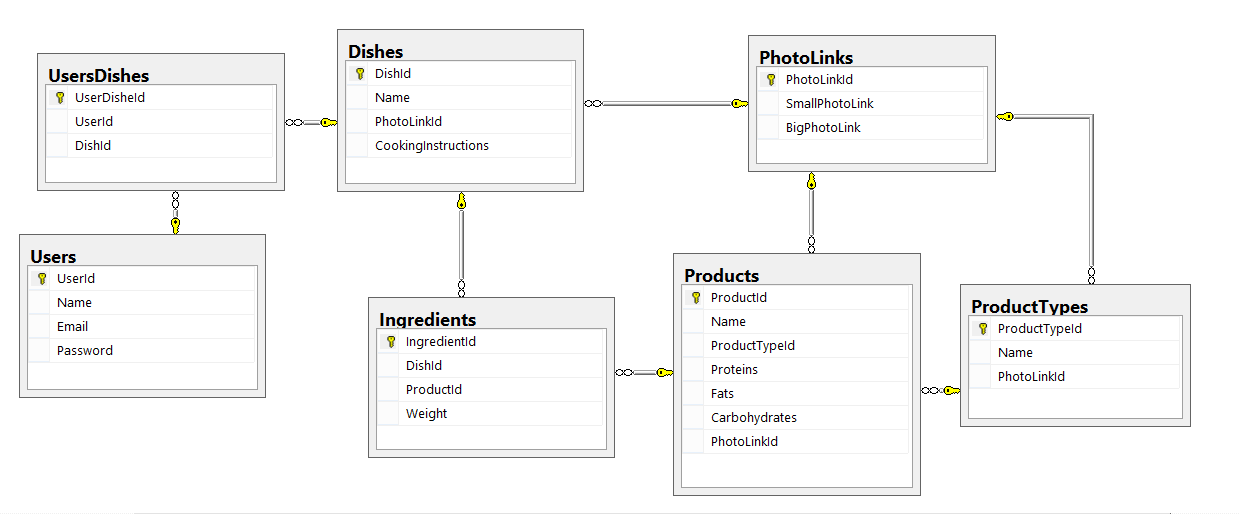 UsersDishes
UserDisheId
UserId
DishId
Dishes
DishId
Name
PhotoLinkId
CookingInstructions
PhotoLinks
PhotoLinkId
SmallPhotoLink
BigPhotoLink
Users
UserId
Name
Email
Password
Ingredients
IngredientId
DishId
ProductId
Weight
Products
ProductId
Name
ProductTypeId
Proteins
Fats
Carbohydrates
PhotoLinkId
ProductTypes
ProductTypeId
Name
PhotoLinkId